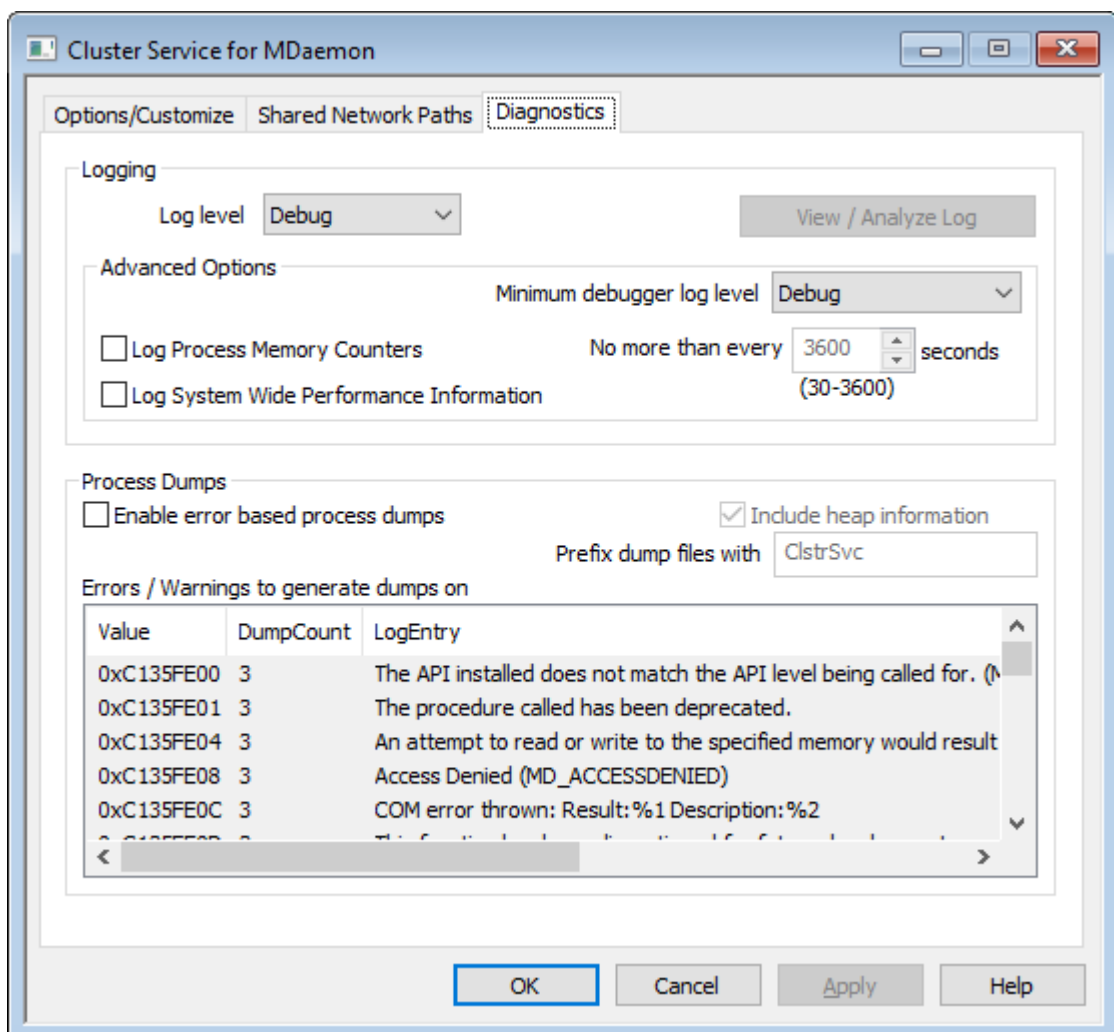 Cluster Service for MDaemon
Options/Customize Shared Network Paths Diagnostics
Logging
Log level Debug View / Analyze Log
Advanced Options
Minimum debugger log level Debug
Log Process Memory Counters No more than every 3600 seconds
Log System Wide Performance Information (30-3600)
Process Dumps
Enable error based process dumps Include heap information
Prefix dump files with ClstrSvc
Errors / Warnings to generate dumps on
Value DumpCount LogEntry
0xC135FE00 3 The API installed does not match the API level being called for.
0xC135FE01 3 The procedure called has been deprecated.
0xC135FE04 3 An attempt to read or write to the specified memory would result
0xC135FE08 3 Access Denied (MD_ACCESSDENIED)
0xC135FE0C 3 COM error thrown: Result:%1 Description:%2
OK Cancel Apply Help